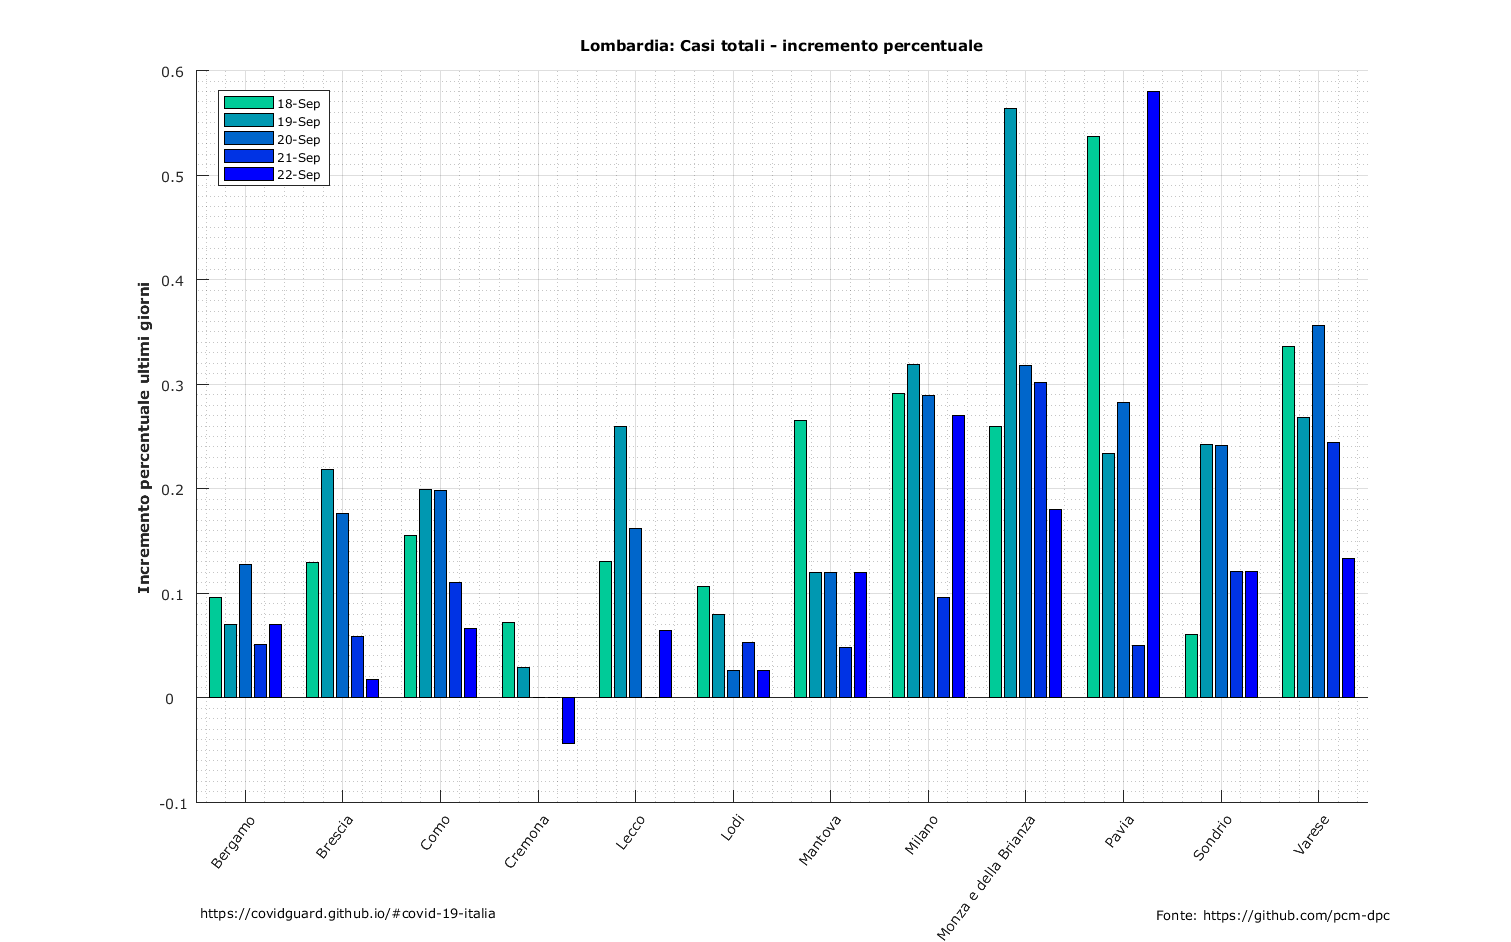 Lombardia: Casi totali - incremento percentuale
0.6
0.5
0.4
0.3
0.2
0.1
0
-0.1
Incremento percentuale ultimi giorni
18-Sep
19-Sep
20-Sep
21-Sep
22-Sep
Bergamo
Brescia
Como
Cremona
Lecco
Lodi
Mantova
Milano
Monza e della Brianza
Pavia
Sondrio
Varese
https://covidguard.github.io/#covid-19-italia
Fonte: https://github.com/pcm-dpc